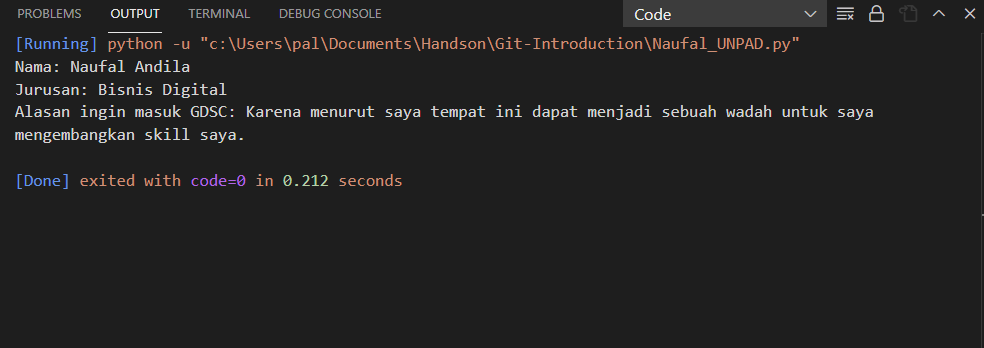 PROBLEMS OUTPUT TERMINAL DEBUG CONSOLE Code
[Running] python -u "c:\Users\pal\Documents\Handson\Git-Introduction\Naufal_UNPAD.py"
Nama: Naufal Andila
Jurusan: Bisnis Digital
Alasan ingin masuk GDSC: Karena menurut saya tempat ini dapat menjadi sebuah wadah untuk saya
mengembangkan skill saya.
[Done] exited with code=0 in 0.212 seconds